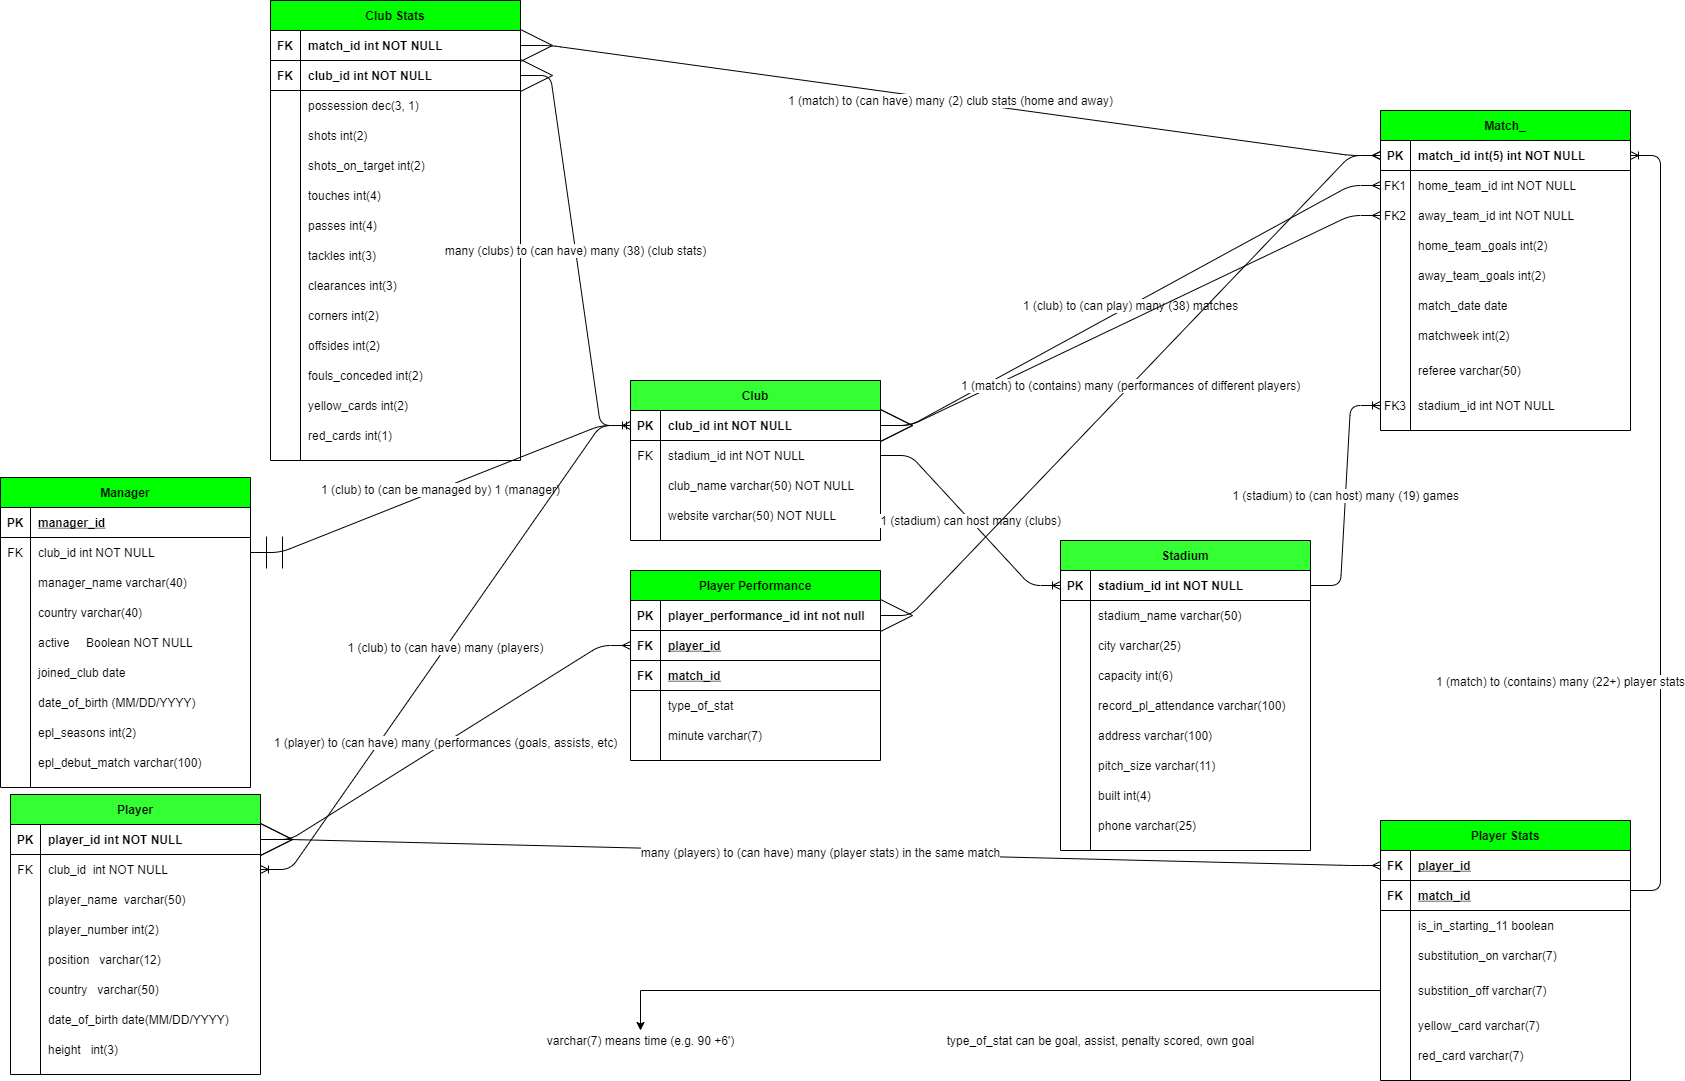 Club Stats
FK match_id int NOT NULL
FK club_id int NOT NULL
possession dec(3, 1)
shots int(2)
shots_on_target int(2)
touches int(4)
passes int(4)
tackles int(3)
clearances int(3)
corners int(2)
offsides int(2)
fouls_conceded int(2)
yellow_cards int(2)
red_cards int(1)
1 (match) to (can have) many (2) club stats (home and away)
many (clubs) to (can have) many (38) (club stats)
Match_
PK match_id int(5) int NOT NULL
FK1 home_team_id int NOT NULL
FK2 away_team_id int NOT NULL
home_team_goals int(2)
away_team_goals int(2)
match_date date
matchweek int(2)
referee varchar(50)
FK3 stadium_id int NOT NULL
1 (club) to (can play) many (38) matches
1 (match) to (contains) many (performances of different players)
Club
PK club_id int NOT NULL
FK stadium_id int NOT NULL
club_name varchar(50) NOT NULL
website varchar(50) NOT NULL
1 (club) to (can be managed by) 1 (manager)
1 (stadium) to (can host) many (19) games
1 (stadium) can host many (clubs)
Manager
PK manager_id
FK club_id int NOT NULL
manager_name varchar(40)
country varchar(40)
active Boolean NOT NULL
joined_club date
date_of_birth (MM/DD/YYYY)
epl_seasons int(2)
epl_debut_match varchar(100)
Player Performance
PK player_performance_id int not null
FK player_id
FK match_id
type_of_stat
minute varchar(7)
Stadium
PK stadium_id int NOT NULL
stadium_name varchar(50)
city varchar(25)
capacity int(6)
record_pl_attendance varchar(100)
address varchar(100)
pitch_size varchar(11)
built int(4)
phone varchar(25)
1 (club) to (can have) many (players)
1 (match) to (contains) many (22+) player stats
1 (player) to (can have) many (performances (goals, assists, etc)
Player
PK player_id int NOT NULL
FK club_id int NOT NULL
player_name varchar(50)
player_number int(2)
position varchar(12)
country varchar(50)
date_of_birth date(MM/DD/YYYY)
height int(3)
many (players) to (can have) many (player stats) in the same match
Player Stats
FK player_id
FK match_id
is_in_starting_11 boolean
substitution_on varchar(7)
substition_off varchar(7)
yellow_card varchar(7)
red_card varchar(7)
varchar(7) means time (e.g. 90 +6')
type_of_stat can be goal, assist, penalty scored, own goal